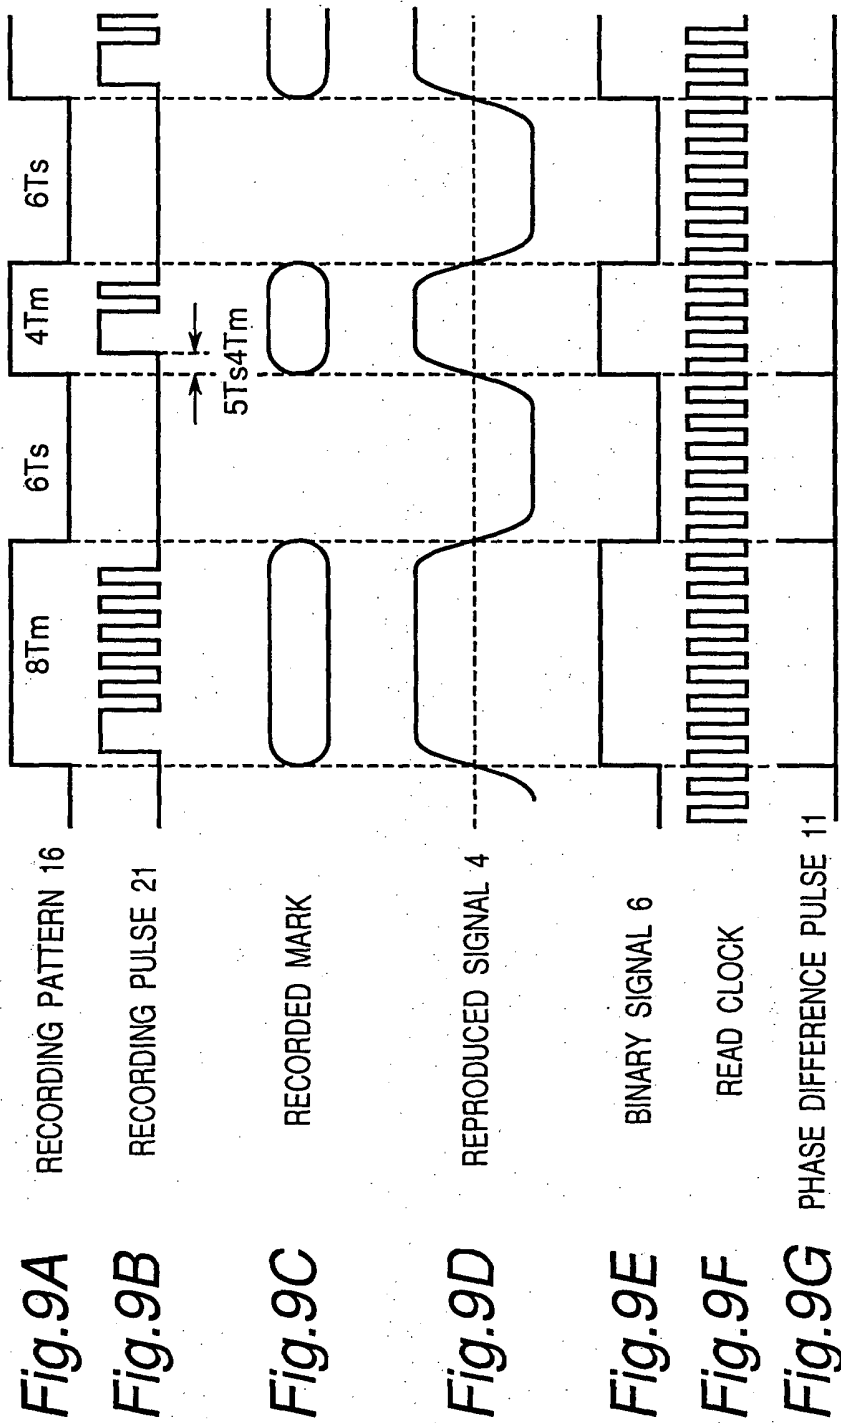 Fig.9A RECORDING PATTERN 16
8Tm 6Ts 4Tm 6Ts
Fig.9B RECORDING PULSE 21
5Ts4Tm
Fig.9C RECORDED MARK
Fig.9D REPRODUCED SIGNAL 4
Fig.9E BINARY SIGNAL 6
Fig.9F READ CLOCK
Fig.9G PHASE DIFFERENCE PULSE 11